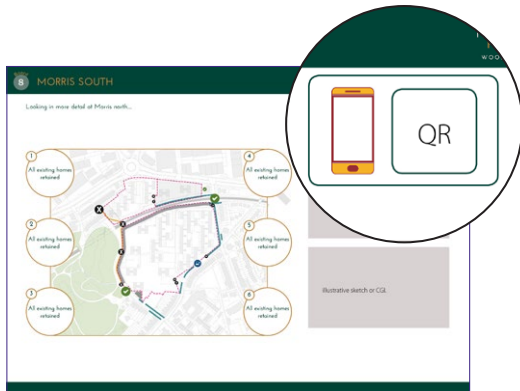 8
MORRIS SOUTH
Looking in more detail at Morris north...
WOO
QR
1
All existing homes
retained
2
All existing homes
retained
3
All existing homes
retained
4
All existing homes
retained
5
All existing homes
retained
6
All existing homes
retained
Illustrative sketch or CGI.